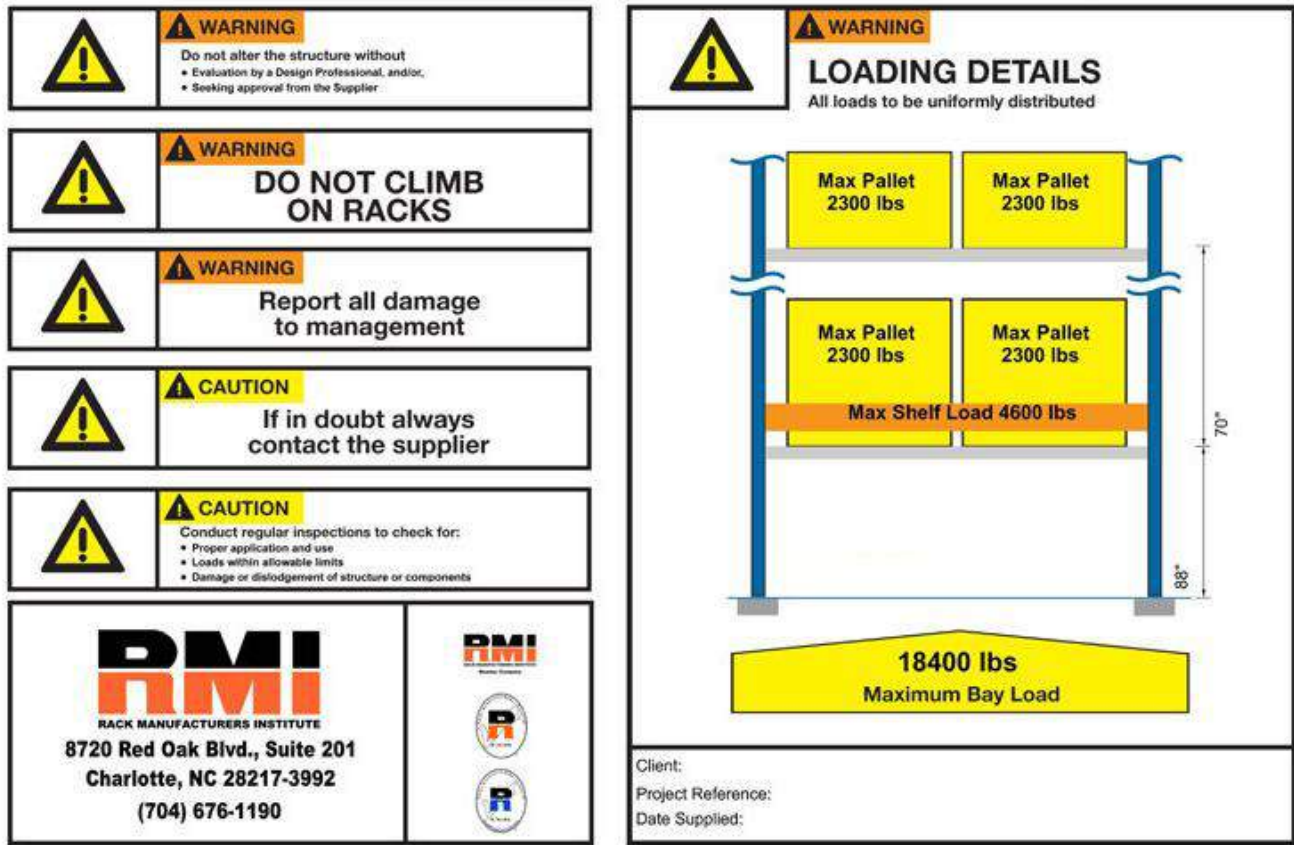 WARNING
Do not alter the structure without
• Evaluation by a Design Professional, and/or,
• Seeking approval from the Supplier
WARNING
DO NOT CLIMB
ON RACKS
WARNING
Report all damage
to management
CAUTION
If in doubt always
contact the supplier
CAUTION
Conduct regular inspections to check for:
• Proper application and use
• Loads within allowable limits
• Damage or dislodgement of structure or components
RMI
RACK MANUFACTURERS INSTITUTE
8720 Red Oak Blvd., Suite 201
Charlotte, NC 28217-3992
(704) 676-1190
RMI
RACK MANUFACTURERS INSTITUTE
Member Company
R
R
WARNING
LOADING DETAILS
All loads to be uniformly distributed
Max Pallet
2300 lbs
Max Pallet
2300 lbs
Max Pallet
2300 lbs
Max Pallet
2300 lbs
Max Shelf Load 4600 lbs
70"
88"
18400 lbs
Maximum Bay Load
Client:
Project Reference:
Date Supplied: